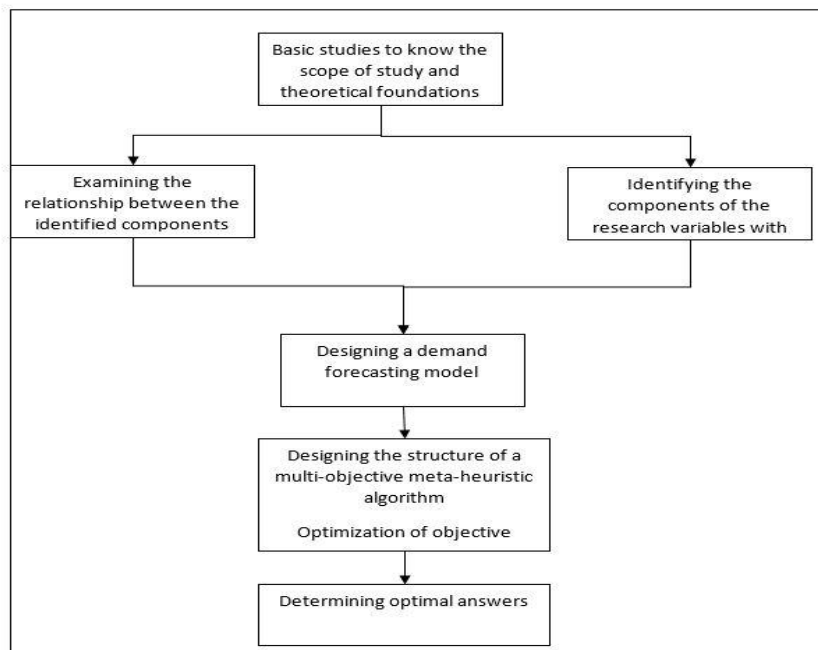 Basic studies to know the
scope of study and
theoretical foundations
Examining the
relationship between the
identified components
Identifying the
components of the
research variables with
Designing a demand
forecasting model
Designing the structure of a
multi-objective meta-heuristic
algorithm
Optimization of objective
Determining optimal answers